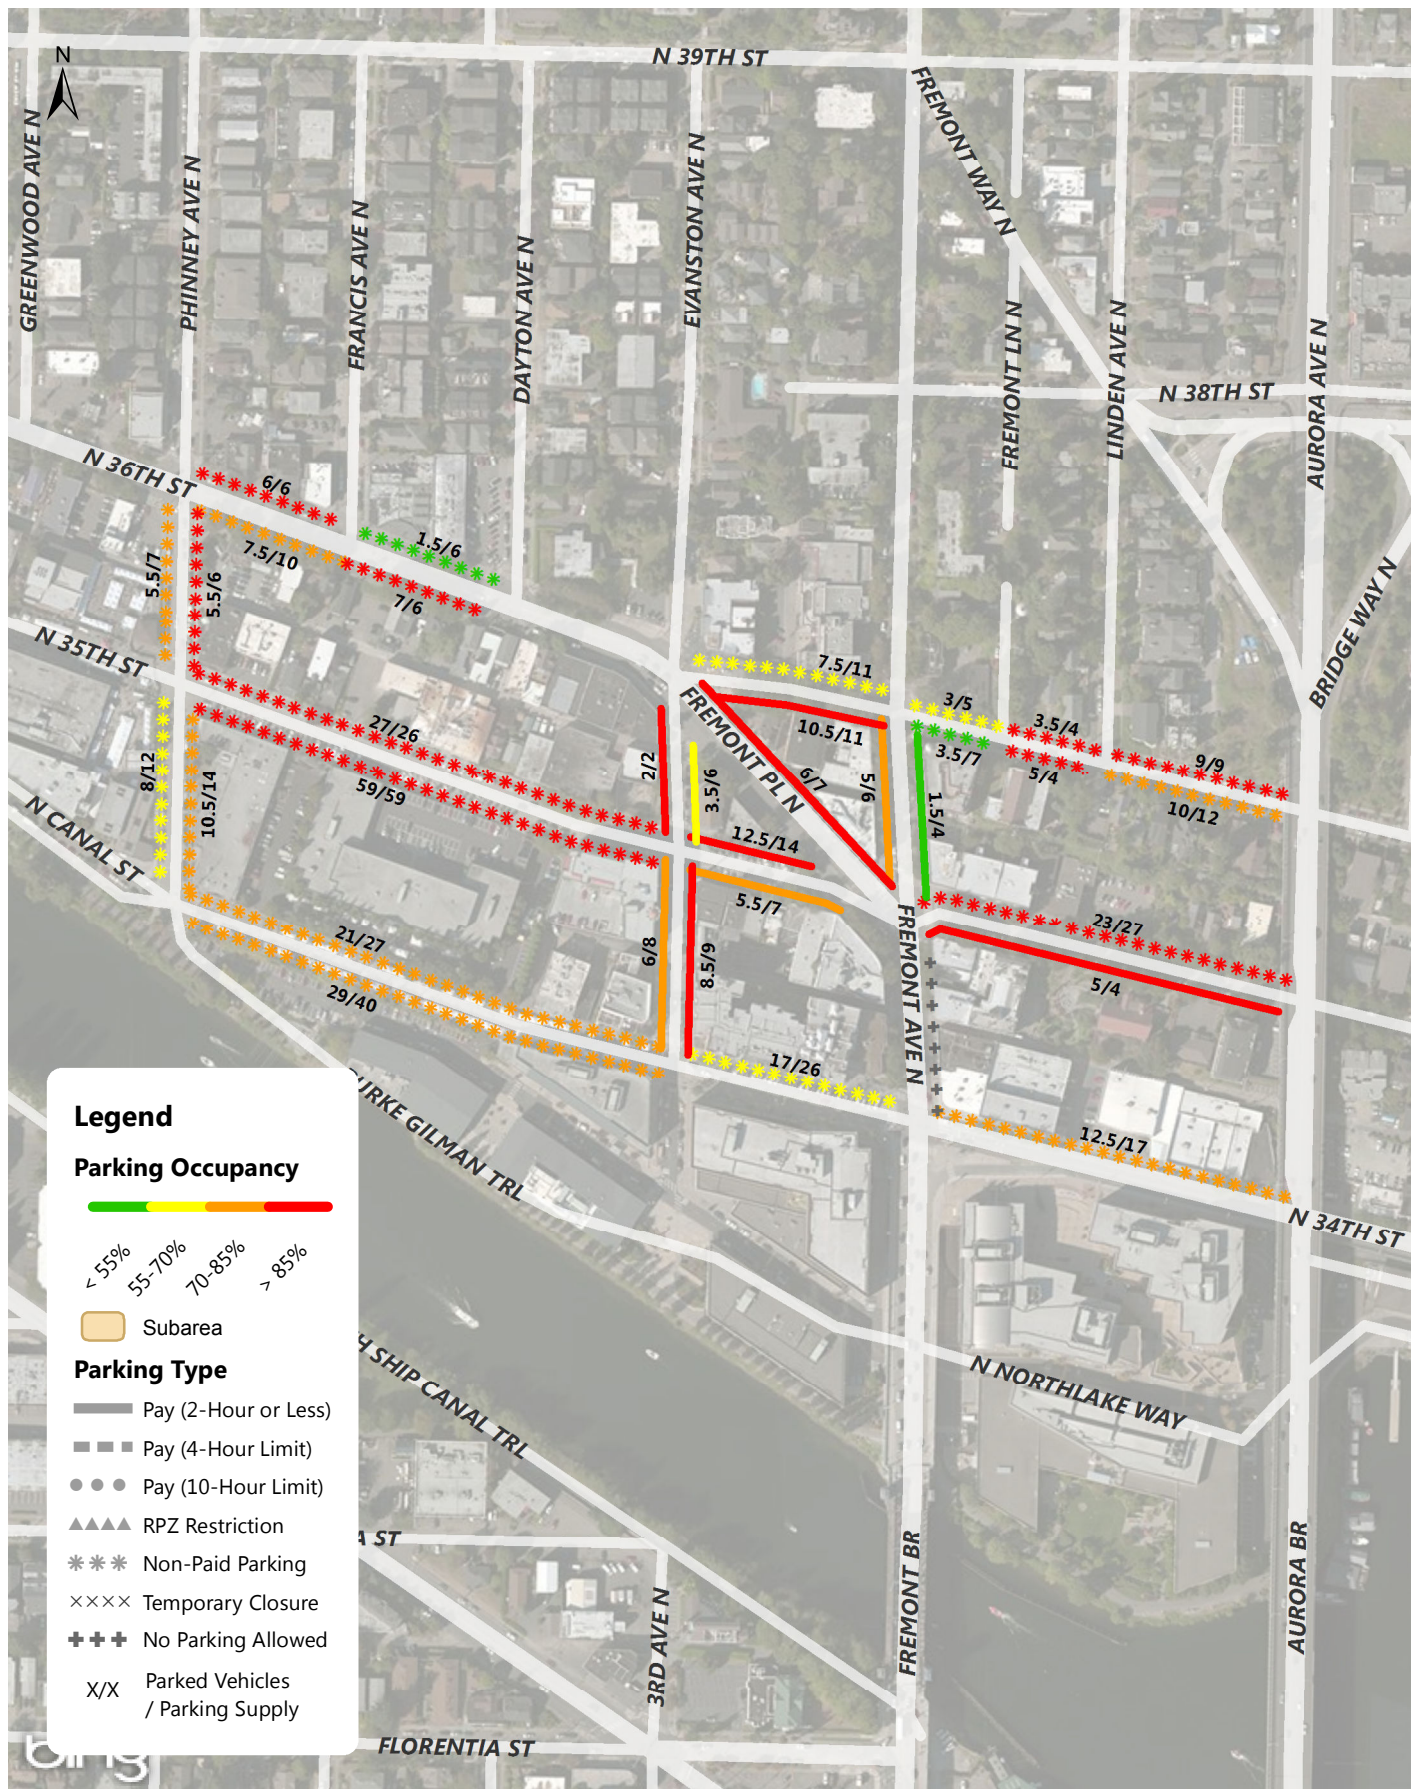 N 39TH ST
N
FREMONT WAY N
GREENWOOD AVE N
PHINNEY AVE N
FRANCIS AVE N
DAYTON AVE N
EVANSTON AVE N
FREMONT LN N
LINDEN AVE N
N 38TH ST
AURORA AVE N
BRIDGE WAY N
N 36TH ST
6/6
7.5/10
1.5/6
7/6
5.5/7
5.5/6
N 35TH ST
7.5/11
3/5
3.5/4
9/9
FREMONT PL N
10.5/11
3.5/7
5/4
10/12
27/26
59/59
2/2
3.5/6
6/7
5/6
1.5/4
8/12
10.5/14
N CANAL ST
12.5/14
5.5/7
23/27
5/4
21/27
29/40
6/8
8.5/9
FREMONT AVE N
17/26
12.5/17
N 34TH ST
URKE GILMAN TRL
Legend
Parking Occupancy
< 55%
55-70%
70-85%
> 85%
Subarea
Parking Type
Pay (2-Hour or Less)
Pay (4-Hour Limit)
Pay (10-Hour Limit)
RPZ Restriction
Non-Paid Parking
Temporary Closure
No Parking Allowed
X/X
Parked Vehicles
/ Parking Supply
H SHIP CANAL TRL
N NORTHLAKE WAY
A ST
3RD AVE N
FREMONT BR
AURORA BR
FLORENTIA ST
bing